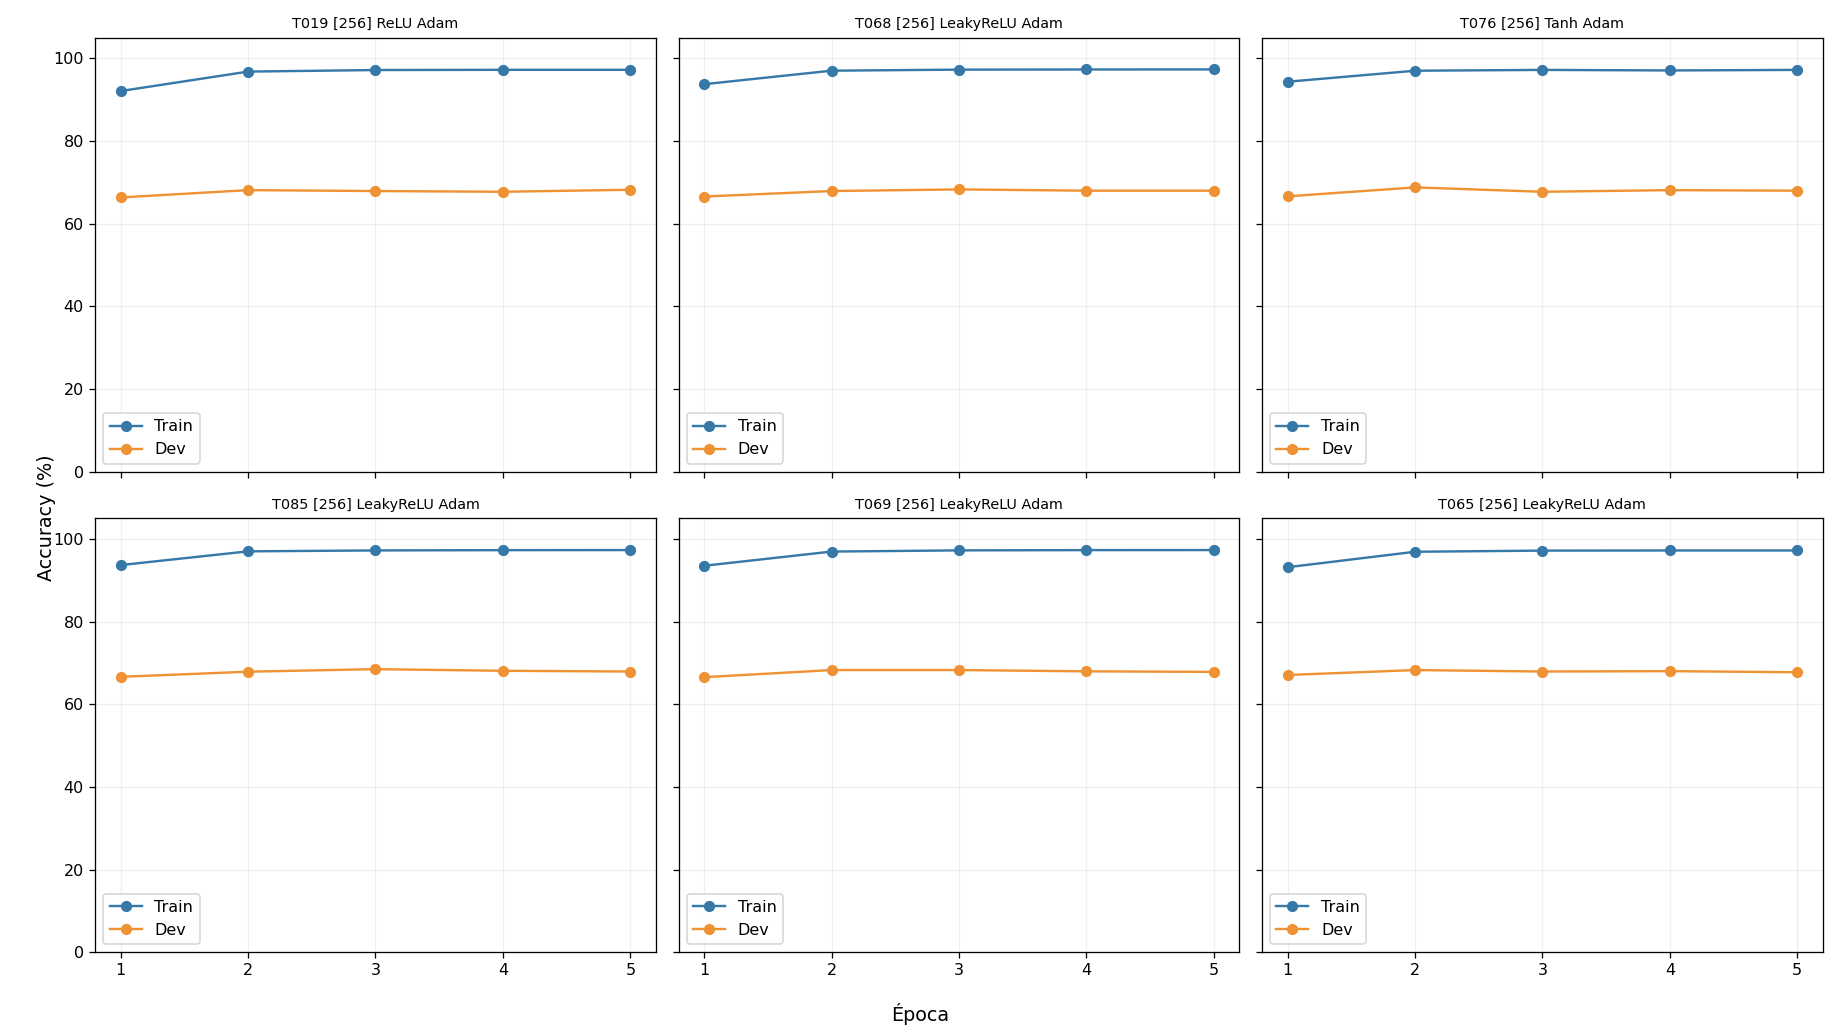 T019 [256] ReLU Adam
T068 [256] LeakyReLU Adam
T076 [256] Tanh Adam
100
80
60
40
20
0
Train
Dev
Train
Dev
Train
Dev
Accuracy (%)
T085 [256] LeakyReLU Adam
T069 [256] LeakyReLU Adam
T065 [256] LeakyReLU Adam
100
80
60
40
20
0
Train
Dev
Train
Dev
Train
Dev
1 2 3 4 5
1 2 3 4 5
1 2 3 4 5
Época